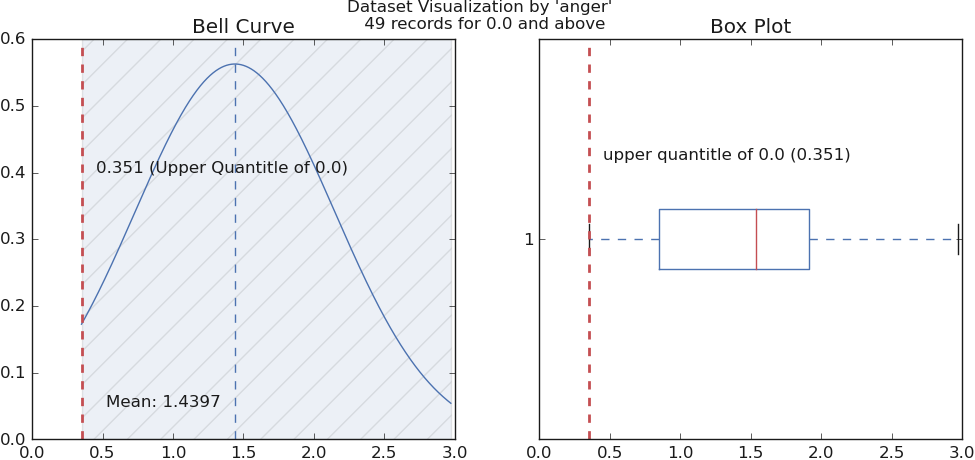 Dataset Visualization by 'anger'
49 records for 0.0 and above
Bell Curve
0.6
0.5
0.4
0.3
0.2
0.1
0.0
0.351 (Upper Quantitle of 0.0)
Mean: 1.4397
0.0 0.5 1.0 1.5 2.0 2.5 3.0
Box Plot
upper quantitle of 0.0 (0.351)
1
0.0 0.5 1.0 1.5 2.0 2.5 3.0